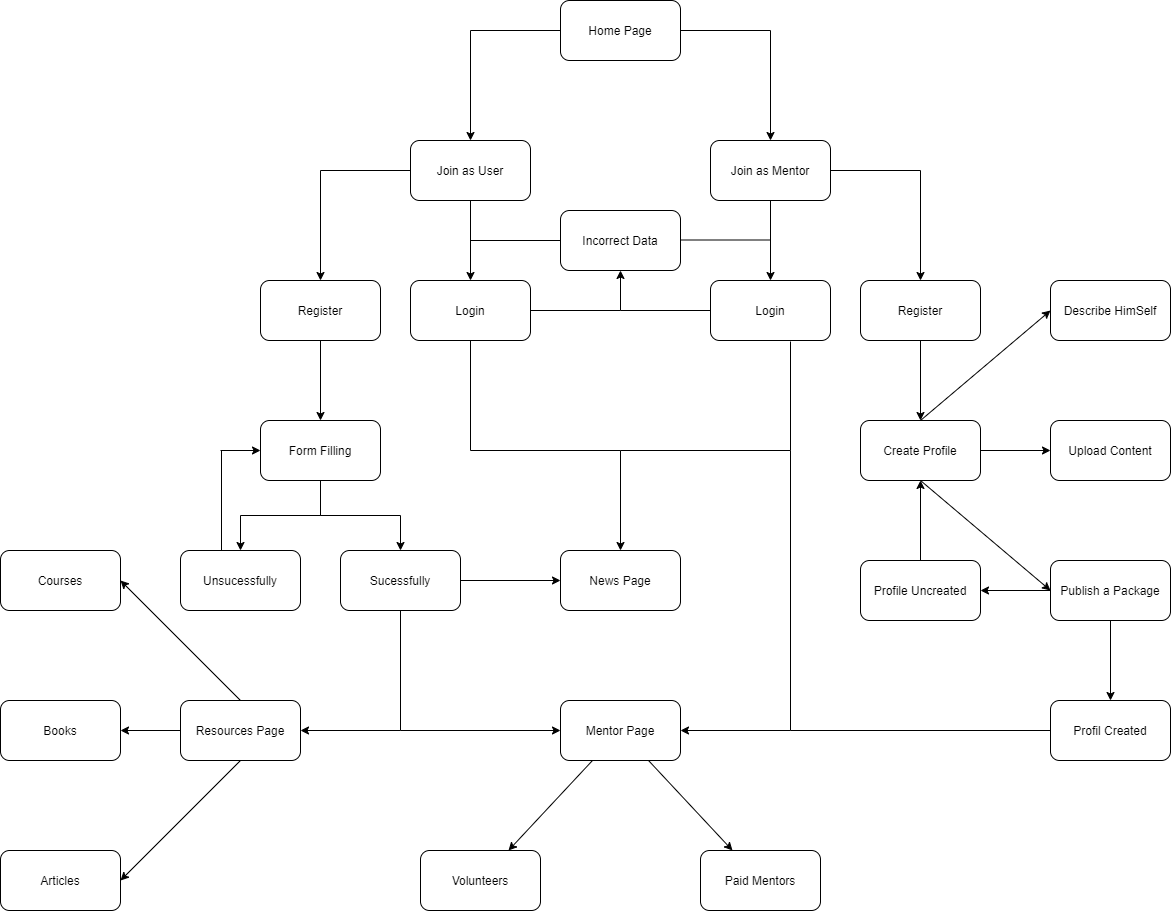 Home Page
Join as User
Join as Mentor
Incorrect Data
Register
Login
Login
Register
Describe HimSelf
Form Filling
Create Profile
Upload Content
Courses
Unsucessfully
Sucessfully
News Page
Profile Uncreated
Publish a Package
Books
Resources Page
Mentor Page
Profil Created
Articles
Volunteers
Paid Mentors